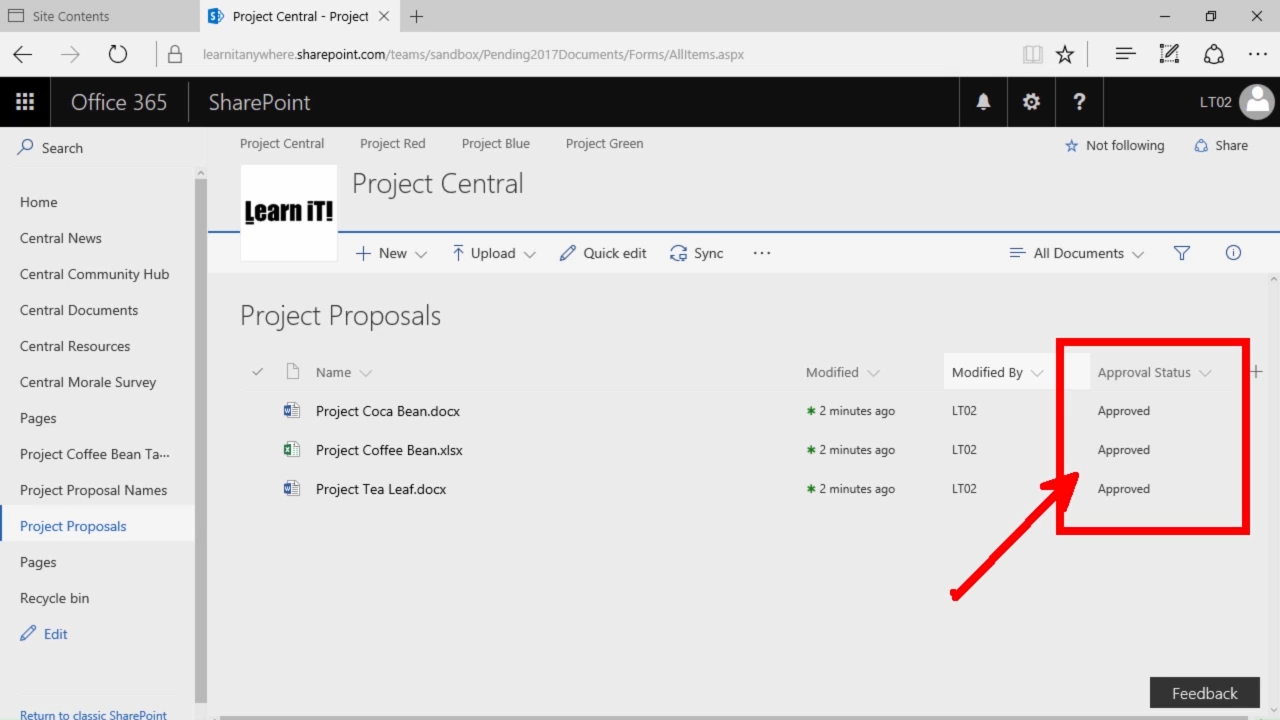 Site Contents
Project Central - Project
learnitanywhere.sharepoint.com/teams/sandbox/Pending2017Documents/Forms/AllItems.aspx
Office 365
SharePoint
?
LT02
Search
Project Central
Project Red
Project Blue
Project Green
Not following
Share
Learn iT!
Project Central
New
Upload
Quick edit
Sync
All Documents
Home
Central News
Central Community Hub
Central Documents
Central Resources
Central Morale Survey
Pages
Project Coffee Bean Ta...
Project Proposal Names
Project Proposals
Pages
Recycle bin
Edit
Return to classic SharePoint
Project Proposals
Name Modified Modified By Approval Status
Project Coca Bean.docx 2 minutes ago LT02 Approved
Project Coffee Bean.xlsx 2 minutes ago LT02 Approved
Project Tea Leaf.docx 2 minutes ago LT02 Approved
Feedback